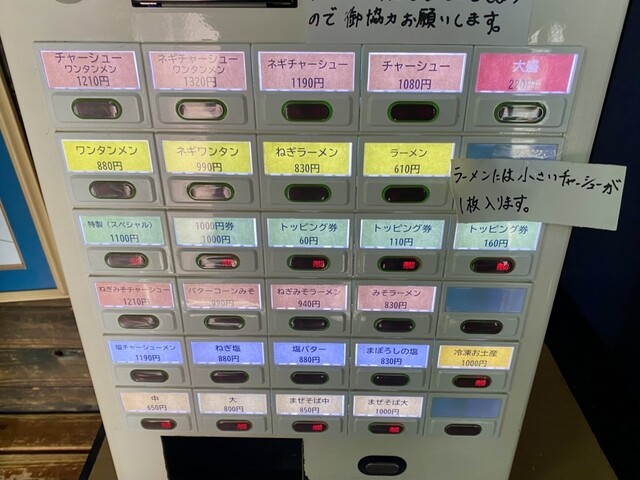 ので御協力お願いします。
チャーシュー
ワンタンメン
1210円
ネギチャーシュー
ワンタンメン
1320円
ネギチャーシュー
1190円
チャーシュー
1080円
大盛
ワンタンメン
880円
ネギワンタン
990円
ねぎラーメン
830円
ラーメン
610円
ラーメンには小さいチャーシューが
1枚入ります。
特製（スペシャル）
1100円
1000円券
1000円
トッピング券
60円
トッピング券
110円
トッピング券
160円
ねぎみそチャーシュー
1210円
バターコーンみそ
990円
ねぎみそラーメン
940円
みそラーメン
830円
塩チャーシューメン
1190円
ねぎ塩
880円
塩バター
880円
まぼろしの塩
830円
冷凍お土産
1000円
中
650円
大
800円
まぜそば中
850円
まぜそば大
1000円